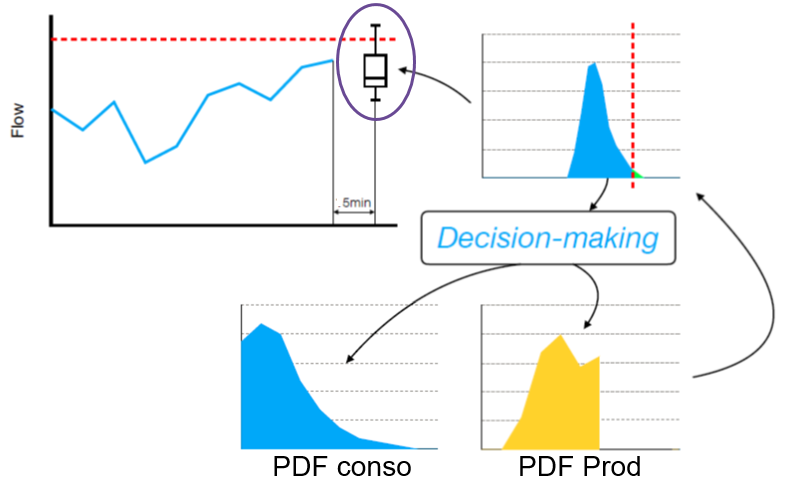 Flow
.5min
Decision-making
PDF conso
PDF Prod